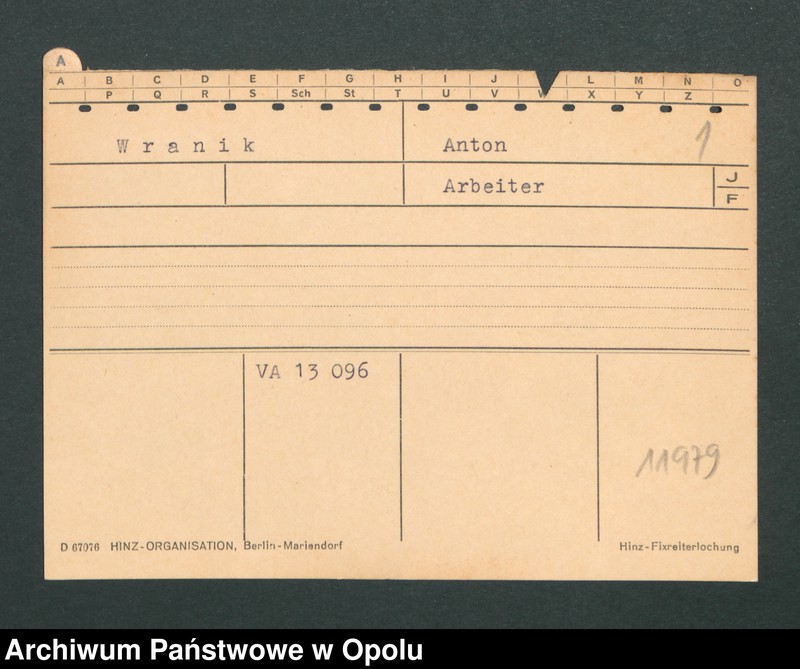 A
A B C D E F G H I J L M N O
P Q R S Sch St T U V W X Y Z
Wranik Anton 1
Arbeiter J
F
VA 13 096
11979
D 67076 HINZ-ORGANISATION, Berlin-Mariendorf Hinz-Fixreiterlochung
Archiwum Państwowe w Opolu